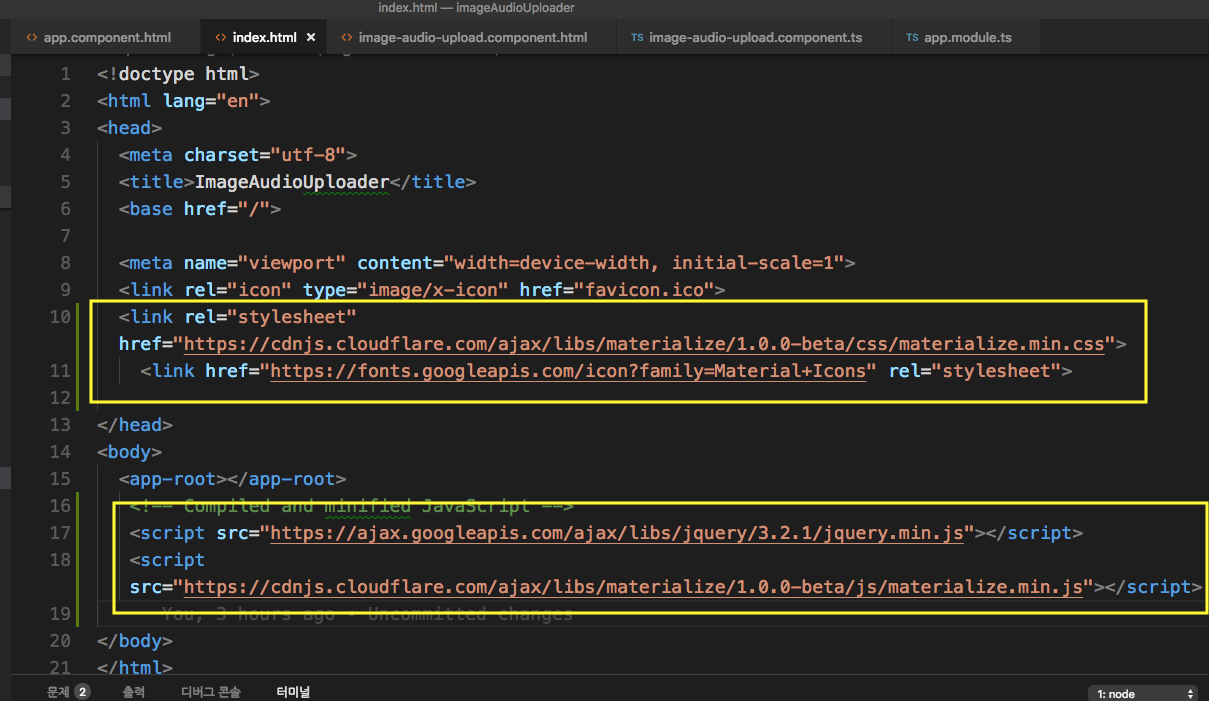 index.html — imageAudioUploader
<> app.component.html <> index.html × <> image-audio-upload.component.html TS image-audio-upload.component.ts TS app.module.ts
1 <!doctype html>
2 <html lang="en">
3 <head>
4 <meta charset="utf-8">
5 <title>ImageAudioUploader</title>
6 <base href="/">
7
8 <meta name="viewport" content="width=device-width, initial-scale=1">
9 <link rel="icon" type="image/x-icon" href="favicon.ico">
10 <link rel="stylesheet"
href="https://cdnjs.cloudflare.com/ajax/libs/materialize/1.0.0-beta/css/materialize.min.css">
11 <link href="https://fonts.googleapis.com/icon?family=Material+Icons" rel="stylesheet">
12
13 </head>
14 <body>
15 <app-root></app-root>
16 <!-- Compiled and minified JavaScript -->
17 <script src="https://ajax.googleapis.com/ajax/libs/jquery/3.2.1/jquery.min.js"></script>
18 <script
src="https://cdnjs.cloudflare.com/ajax/libs/materialize/1.0.0-beta/js/materialize.min.js"></script>
19 You, 3 hours ago • Uncommitted changes
20 </body>
21 </html>
문제 2 출력 디버그 콘솔 터미널 1: node